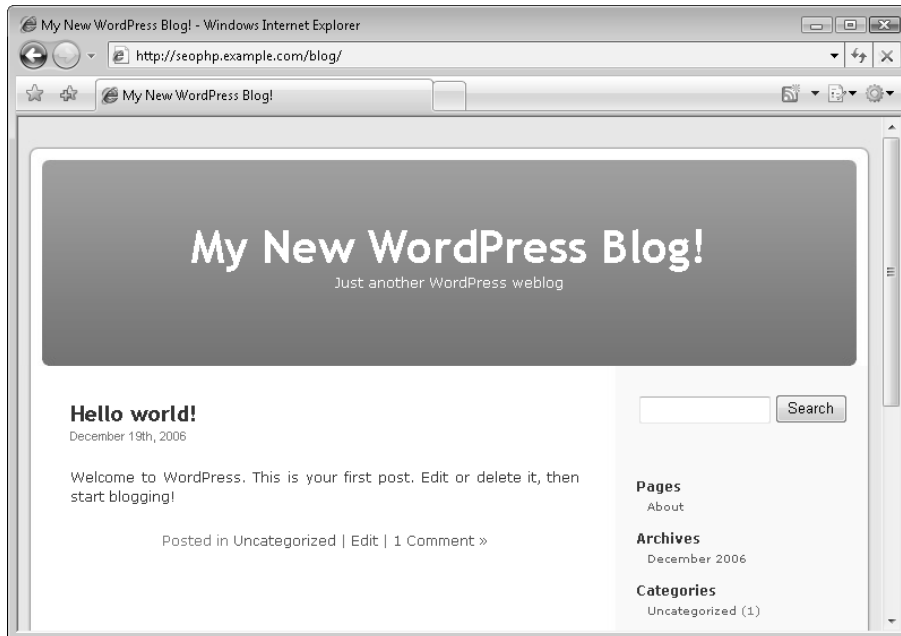 My New WordPress Blog! - Windows Internet Explorer
http://seophp.example.com/blog/
My New WordPress Blog!
My New WordPress Blog!
Just another WordPress weblog
Hello world!
December 19th, 2006
Welcome to WordPress. This is your first post. Edit or delete it, then
start blogging!
Posted in Uncategorized | Edit | 1 Comment »
Search
Pages
About
Archives
December 2006
Categories
Uncategorized (1)